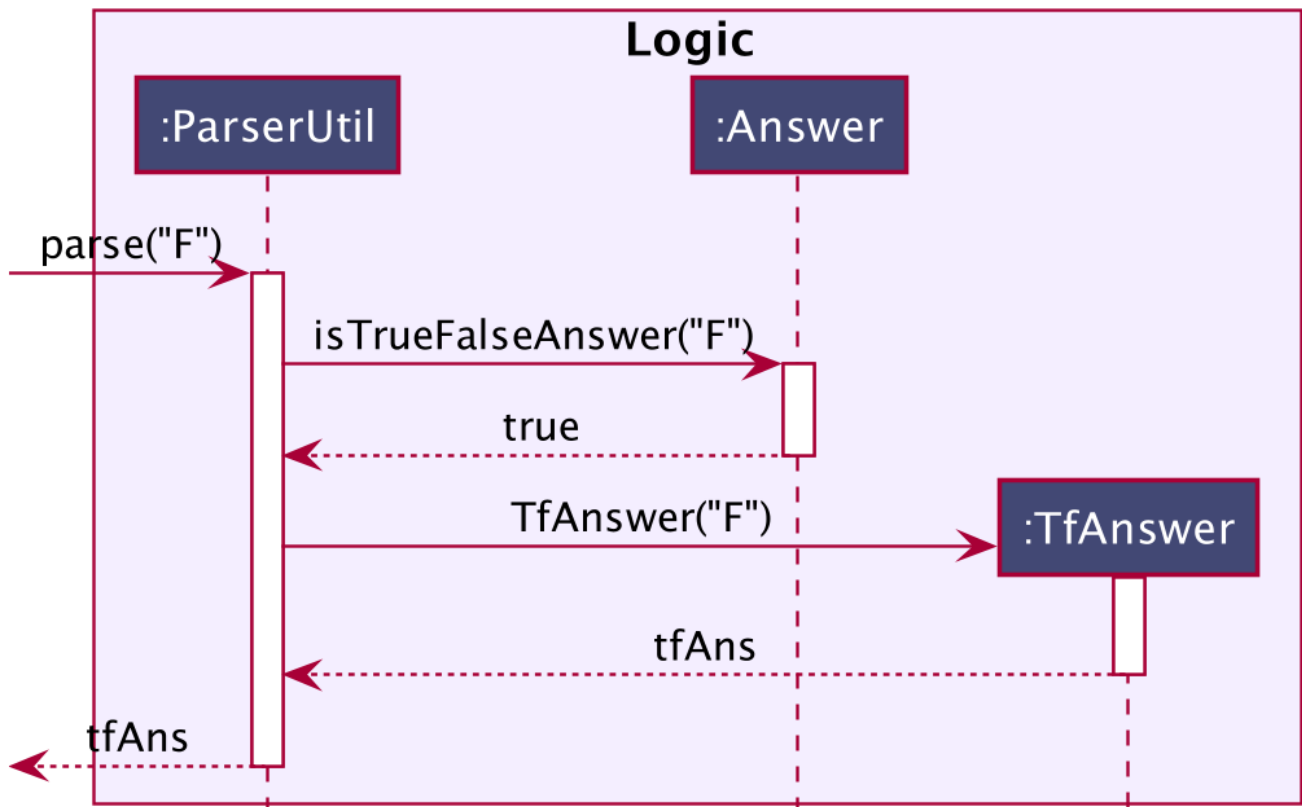 Logic
:ParserUtil
:Answer
parse("F")
isTrueFalseAnswer("F")
true
TfAnswer("F")
:TfAnswer
tfAns
tfAns